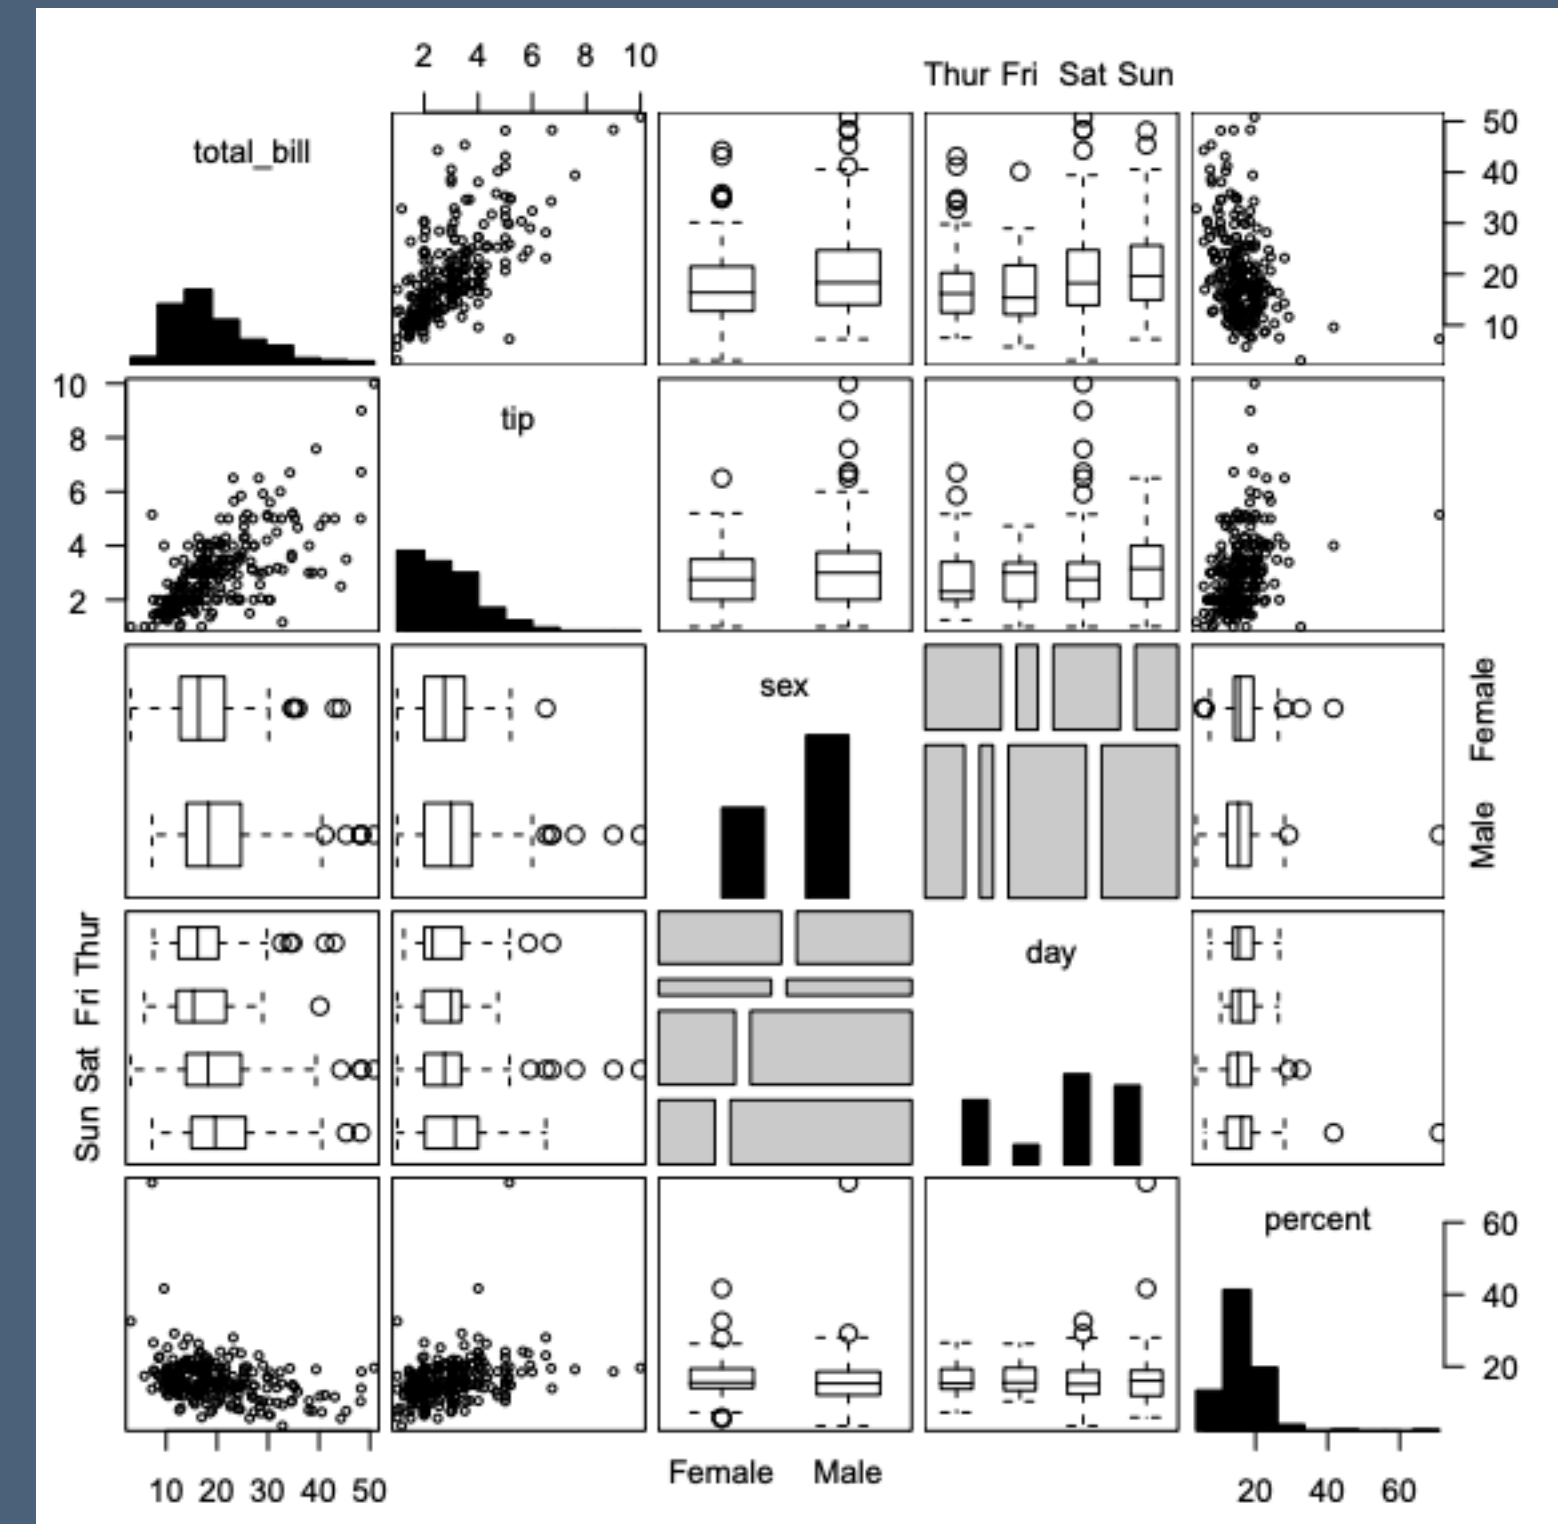 2 4 6 8 10
Thur Fri Sat Sun
total_bill
50
40
30
20
10
10
8
6
4
2
tip
sex
Female
Male
Thur
Fri
Sat
Sun
day
percent
60
40
20
10 20 30 40 50
Female Male
20 40 60